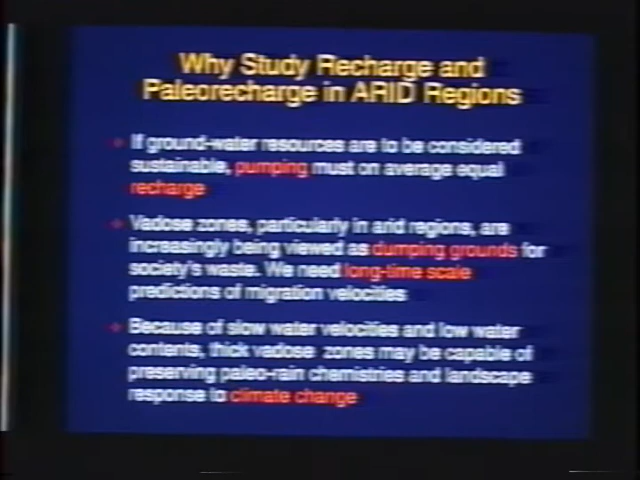 Why Study Recharge and
Paleorecharge in ARID Regions
If ground-water resources are to be considered
sustainable, pumping must on average equal
recharge
Vadose zones, particularly in arid regions, are
increasingly being viewed as dumping grounds for
society's waste. We need long-time scale
predictions of migration velocities
Because of slow water velocities and low water
contents, thick vadose zones may be capable of
preserving paleo-rain chemistries and landscape
response to climate change